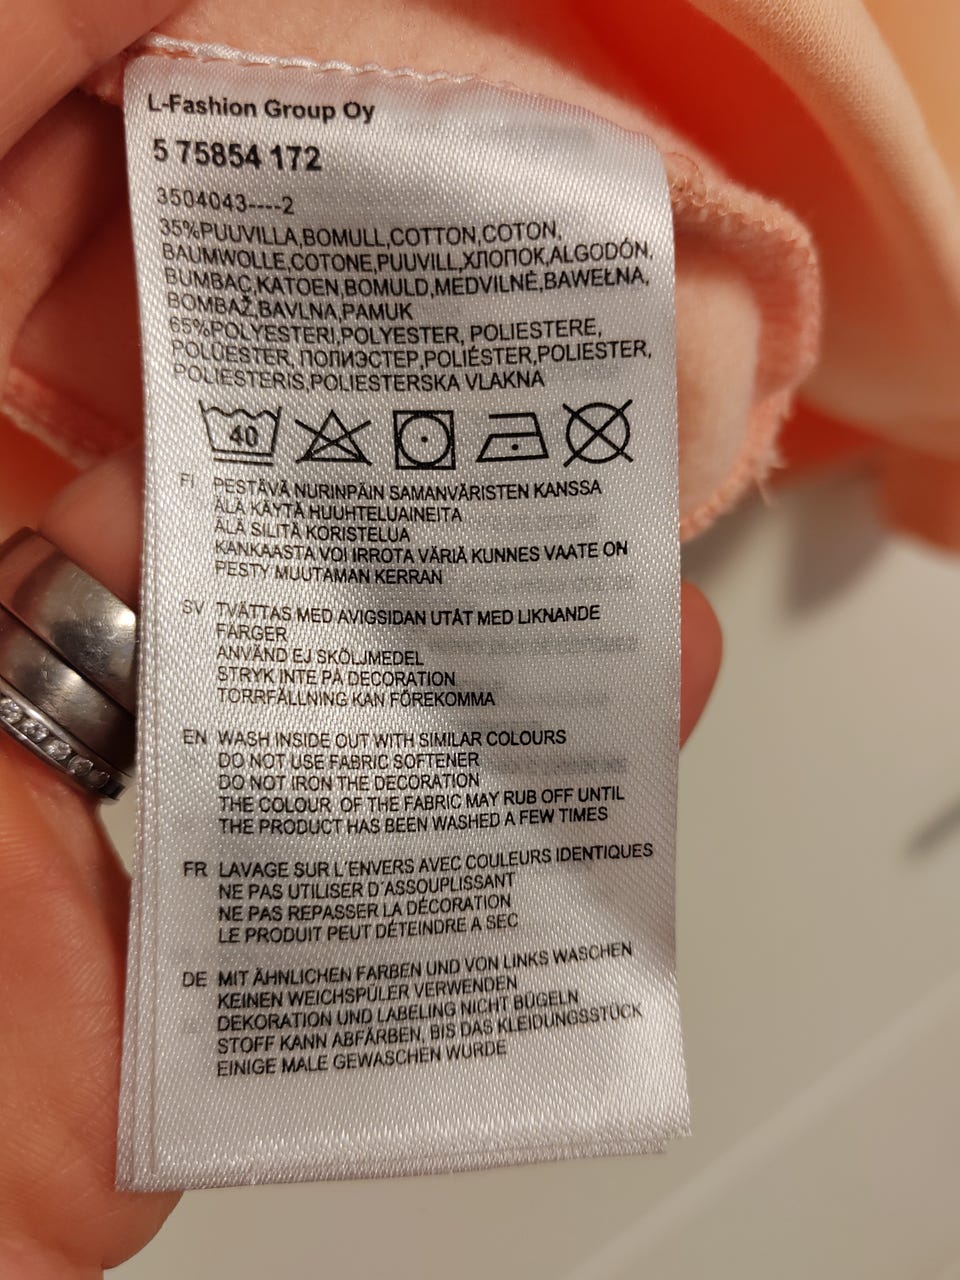 L-Fashion Group Oy
5 75854 172
3504043----2
35%PUUVILLA,BOMULL,COTTON,COTON,
BAUMWOLLE,COTONE,PUUVILL,ХЛОПОК,ALGODÓN,
BUMBAC,KATOEN,BOMULD,MEDVILNĖ,BAWEŁNA,
BOMBAŽ,BAVLNA,PAMUK
65%POLYESTERI,POLYESTER, POLIESTERE,
POLÜESTER, ПОЛИЭСТЕР,POLIÉSTER,POLIESTER,
POLIESTERIS,POLIESTERSKA VLAKNA
40
FI PESTÄVÄ NURINPÄIN SAMANVÄRISTEN KANSSA
ÄLÄ KÄYTÄ HUUHTELUAINEITA
ÄLÄ SILITÄ KORISTELUA
KANKAASTA VOI IRROTA VÄRIÄ KUNNES VAATE ON
PESTY MUUTAMAN KERRAN
SV TVÄTTAS MED AVIGSIDAN UTÅT MED LIKNANDE
FÄRGER
ANVÄND EJ SKÖLJMEDEL
STRYK INTE PÅ DECORATION
TORRFÄLLNING KAN FÖREKOMMA
EN WASH INSIDE OUT WITH SIMILAR COLOURS
DO NOT USE FABRIC SOFTENER
DO NOT IRON THE DECORATION
THE COLOUR OF THE FABRIC MAY RUB OFF UNTIL
THE PRODUCT HAS BEEN WASHED A FEW TIMES
FR LAVAGE SUR L´ENVERS AVEC COULEURS IDENTIQUES
NE PAS UTILISER D´ASSOUPLISSANT
NE PAS REPASSER LA DÉCORATION
LE PRODUIT PEUT DÉTEINDRE A SEC
DE MIT ÄHNLICHEN FARBEN UND VON LINKS WASCHEN
KEINEN WEICHSPÜLER VERWENDEN
DEKORATION UND LABELING NICHT BÜGELN
STOFF KANN ABFÄRBEN, BIS DAS KLEIDUNGSSTÜCK
EINIGE MALE GEWASCHEN WURDE